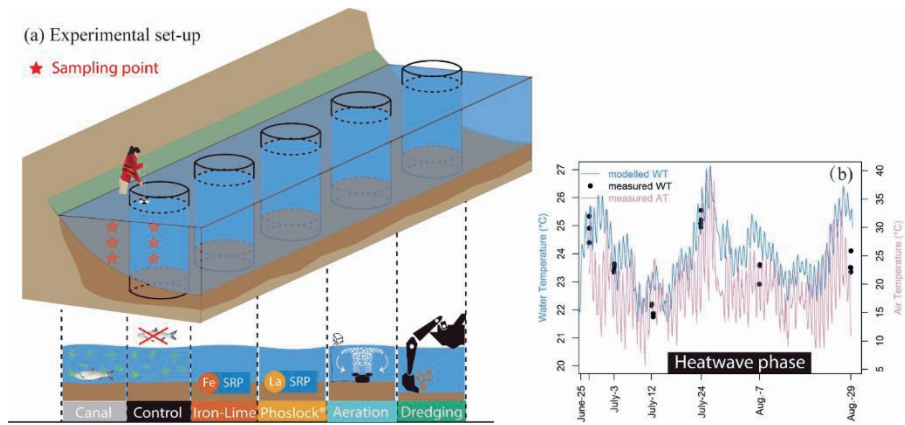 (a) Experimental set-up
★ Sampling point
Fe SRP
La SRP
Canal Control Iron-Lime Phoslock® Aeration Dredging
(b)
modelled WT
measured WT
measured AT
Water Temperature (°C)
27
26
25
24
23
22
21
20
Air Temperature (°C)
40
35
30
25
20
15
10
5
Heatwave phase
June-25
July-3
July-12
July-24
Aug.-7
Aug.-29